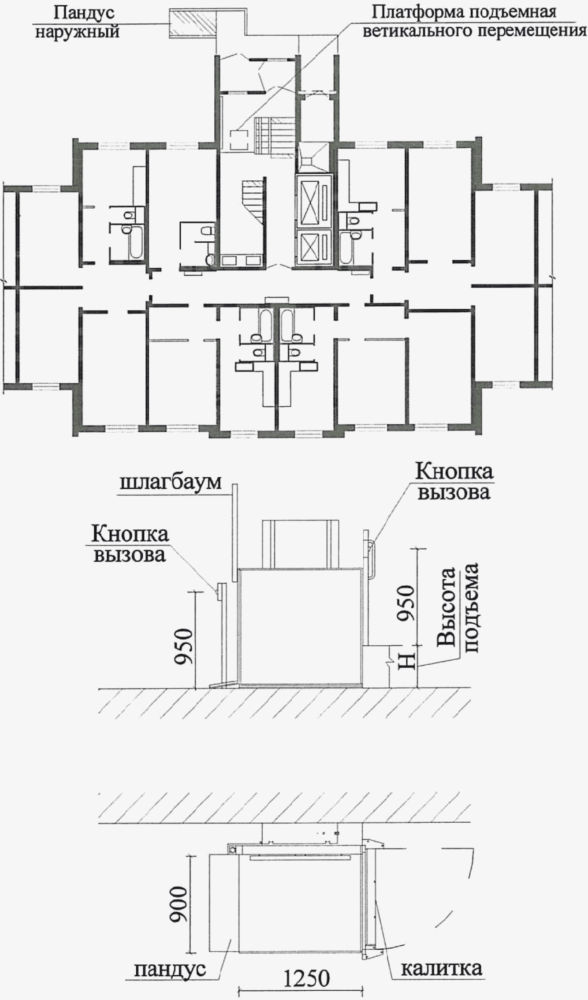 Пандус
наружный
Платформа подъемная
ветикального перемещения
шлагбаум
Кнопка
вызова
Кнопка
вызова
950
950
Н
Высота
подъема
900
пандус
1250
калитка